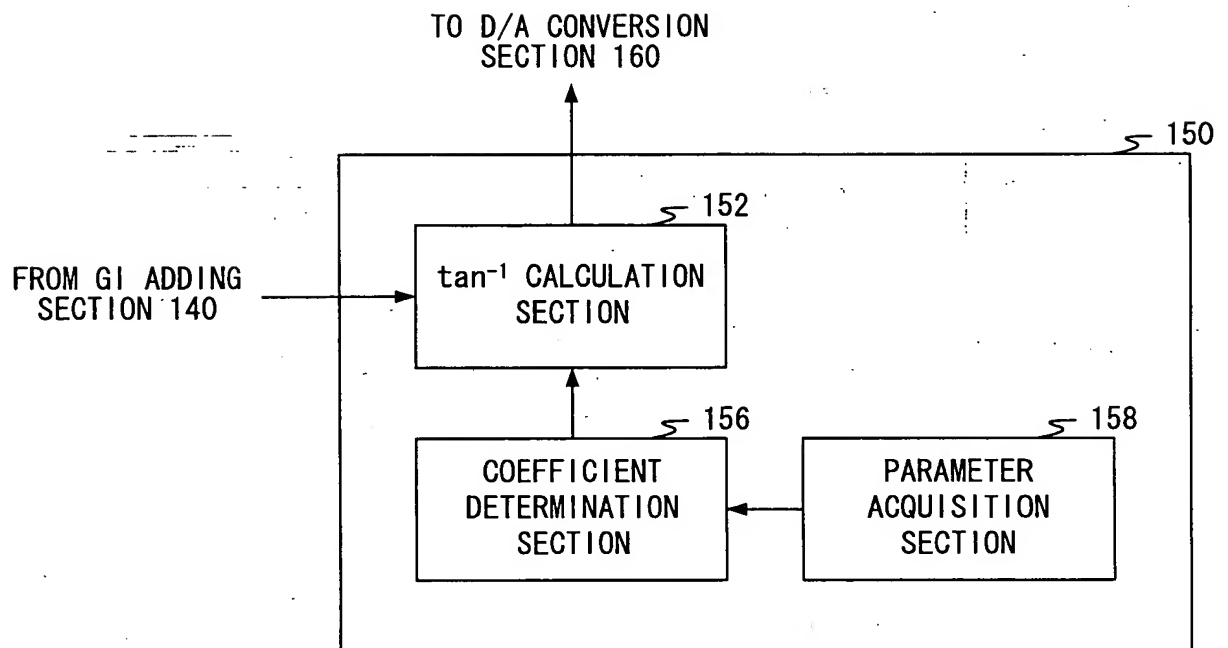 TO D/A CONVERSION
SECTION 160
150
152
FROM GI ADDING
SECTION 140
tan⁻¹ CALCULATION
SECTION
156
158
COEFFICIENT
DETERMINATION
SECTION
PARAMETER
ACQUISITION
SECTION